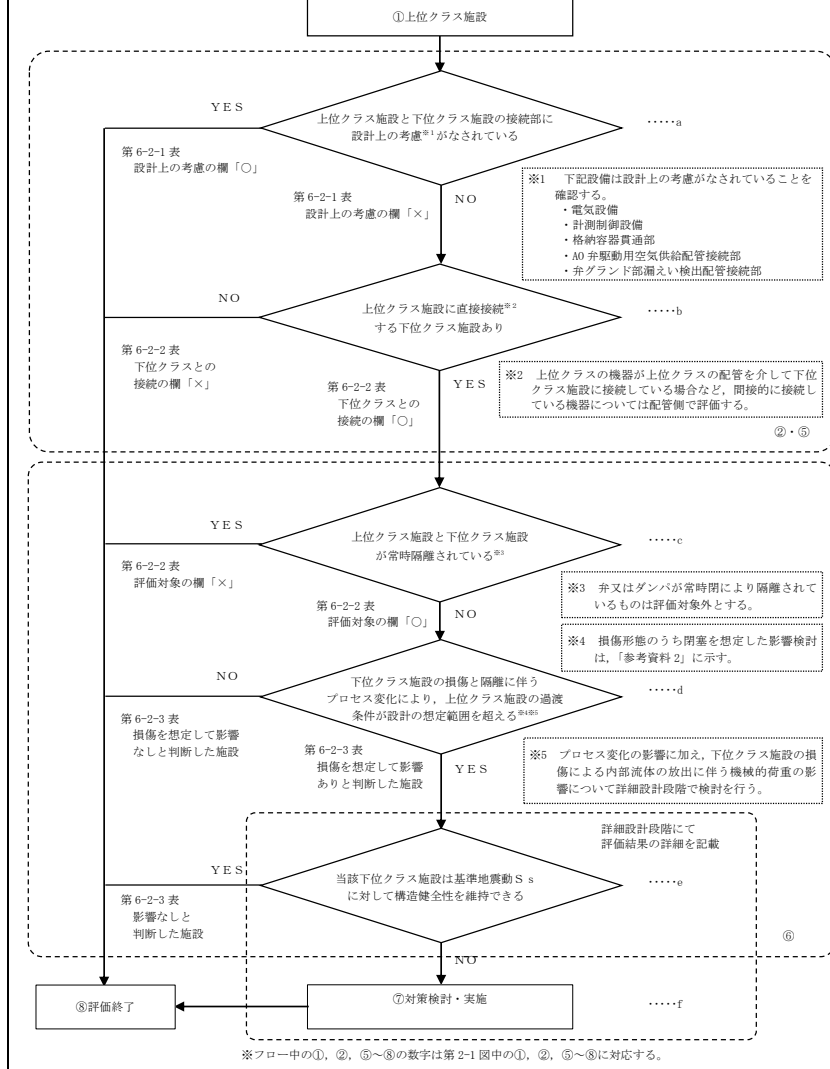 ①上位クラス施設
YES
上位クラス施設と下位クラス施設の接続部に
設計上の考慮※1がなされている
‥‥‥a
第 6-2-1 表
設計上の考慮の欄「○」
第 6-2-1 表
設計上の考慮の欄「×」
NO
※1 下記設備は設計上の考慮がなされていることを
確認する。
・電気設備
・計測制御設備
・格納容器貫通部
・AO 弁駆動用空気供給配管接続部
・弁グランド部漏えい検出配管接続部
NO
上位クラス施設に直接接続※2
する下位クラス施設あり
‥‥‥b
第 6-2-2 表
下位クラスとの
接続の欄「×」
第 6-2-2 表
下位クラスとの
接続の欄「○」
YES
※2 上位クラスの機器が上位クラスの配管を介して下位
クラス施設に接続している場合など，間接的に接続し
ている機器については配管側で評価する。
②・⑤
YES
上位クラス施設と下位クラス施設
が常時隔離されている※3
‥‥‥c
第 6-2-2 表
評価対象の欄「×」
第 6-2-2 表
評価対象の欄「○」
NO
※3 弁又はダンパが常時閉により隔離されて
いるものは評価対象外とする。
※4 損傷形態のうち閉塞を想定した影響検討
は，「参考資料 2」に示す。
NO
下位クラス施設の損傷と隔離に伴う
プロセス変化により，上位クラス施設の過渡
条件が設計の想定範囲を超える※4※5
‥‥‥d
第 6-2-3 表
損傷を想定して影響
なしと判断した施設
第 6-2-3 表
損傷を想定して影響
ありと判断した施設
YES
※5 プロセス変化の影響に加え，下位クラス施設の損
傷による内部流体の放出に伴う機械的荷重の影
響について詳細設計段階で検討を行う。
詳細設計段階にて
評価結果の詳細を記載
YES
当該下位クラス施設は基準地震動Ｓｓ
に対して構造健全性を維持できる
‥‥‥e
第 6-2-3 表
影響なしと
判断した施設
⑥
NO
⑧評価終了
⑦対策検討・実施
‥‥‥f
※フロー中の①，②，⑤～⑧の数字は第 2-1 図中の①，②，⑤～⑧に対応する。